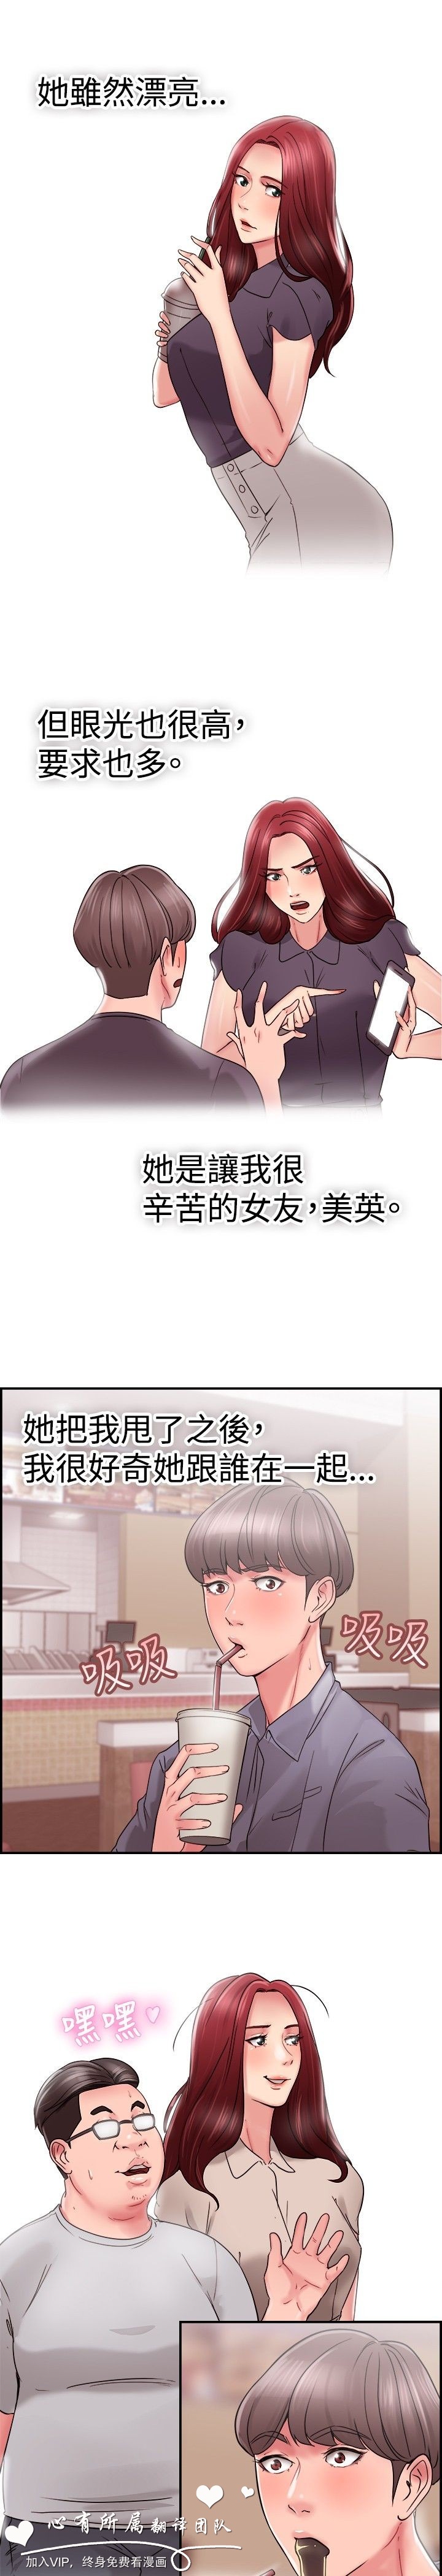 她雖然漂亮...
但眼光也很高，
要求也多。
她是讓我很
辛苦的女友，美英。
她把我甩了之後，
我很好奇她跟誰在一起...
吸吸
吸吸
嘿嘿♥
心有所属翻译团队
加入VIP，终身免费看漫画